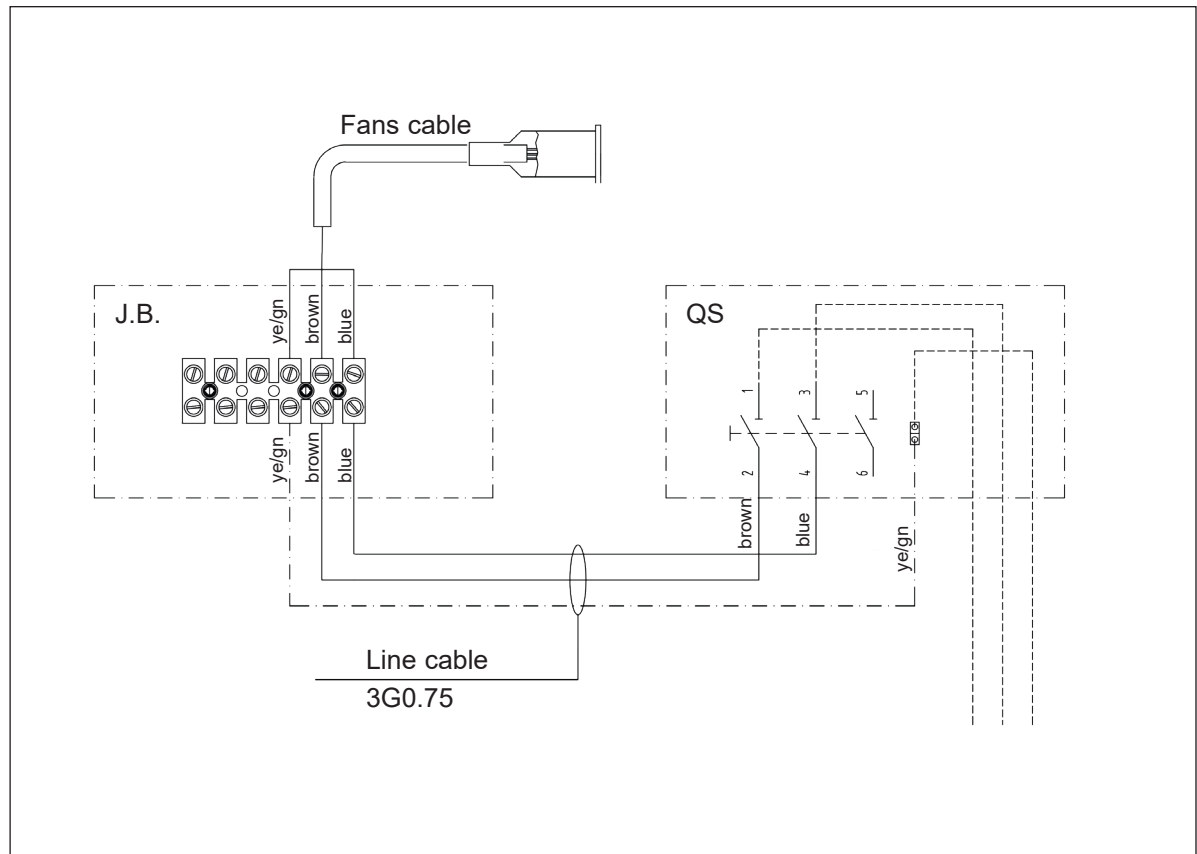 Fans cable
J.B.
ye/gn
brown
blue
ye/gn
brown
blue
QS
1
3
5
2
4
6
brown
blue
ye/gn
Line cable
3G0.75